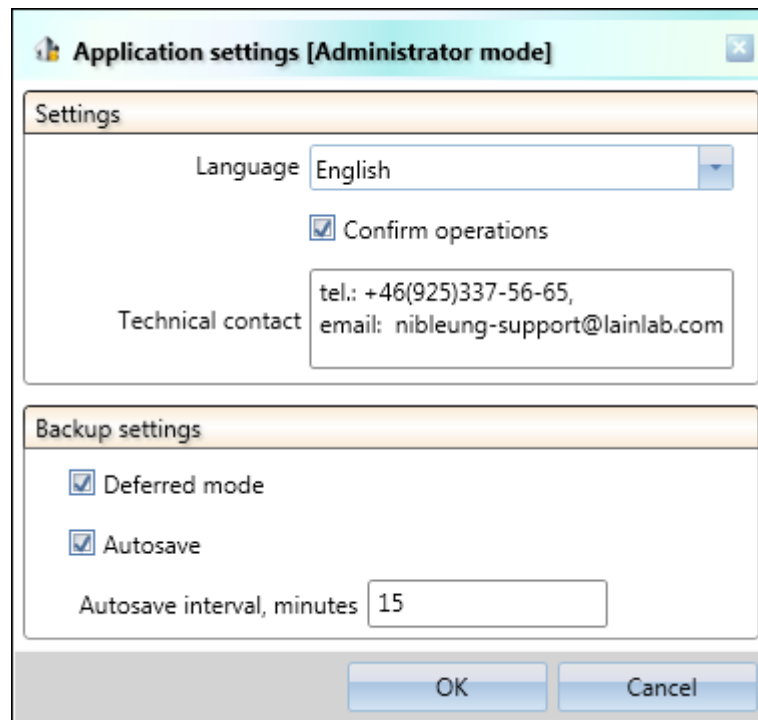 Application settings [Administrator mode]
Settings
Language English
Confirm operations
Technical contact
tel.: +46(925)337-56-65,
email:  nibleung-support@lainlab.com
Backup settings
Deferred mode
Autosave
Autosave interval, minutes 15
OK Cancel